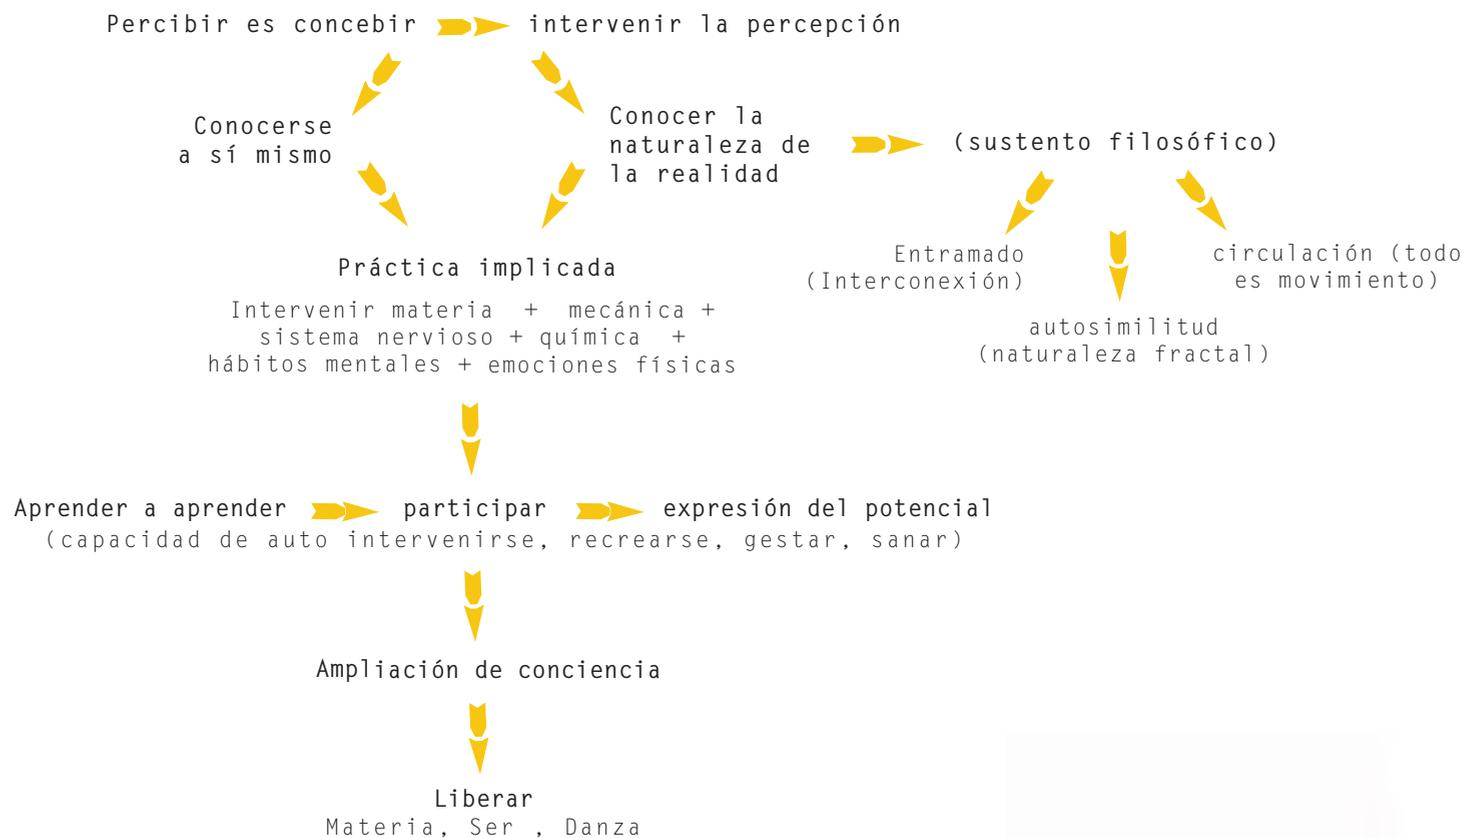 Percibir es concebir intervenir la percepción
Conocerse
a sí mismo
Conocer la
naturaleza de
la realidad
(sustento filosófico)
Entramado
(Interconexión)
autosimilitud
(naturaleza fractal)
circulación (todo
es movimiento)
Práctica implicada
Intervenir materia + mecánica +
sistema nervioso + química +
hábitos mentales + emociones físicas
Aprender a aprender participar expresión del potencial
(capacidad de auto intervenirse, recrearse, gestar, sanar)
Ampliación de conciencia
Liberar
Materia, Ser , Danza